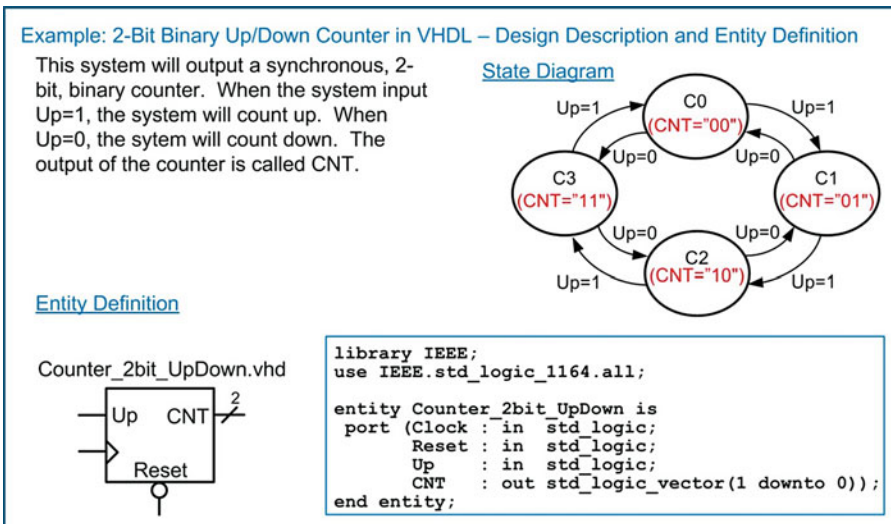 Example: 2-Bit Binary Up/Down Counter in VHDL – Design Description and Entity Definition
This system will output a synchronous, 2-
bit, binary counter. When the system input
Up=1, the system will count up. When
Up=0, the sytem will count down. The
output of the counter is called CNT.
State Diagram
Up=1
C0
(CNT="00")
Up=1
Up=0
Up=0
C3
(CNT="11")
C1
(CNT="01")
Up=0
Up=0
C2
(CNT="10")
Up=1
Up=1
Entity Definition
Counter_2bit_UpDown.vhd
Up
CNT
2
Reset
library IEEE;
use IEEE.std_logic_1164.all;
entity Counter_2bit_UpDown is
port (Clock : in std_logic;
Reset : in std_logic;
Up : in std_logic;
CNT : out std_logic_vector(1 downto 0));
end entity;